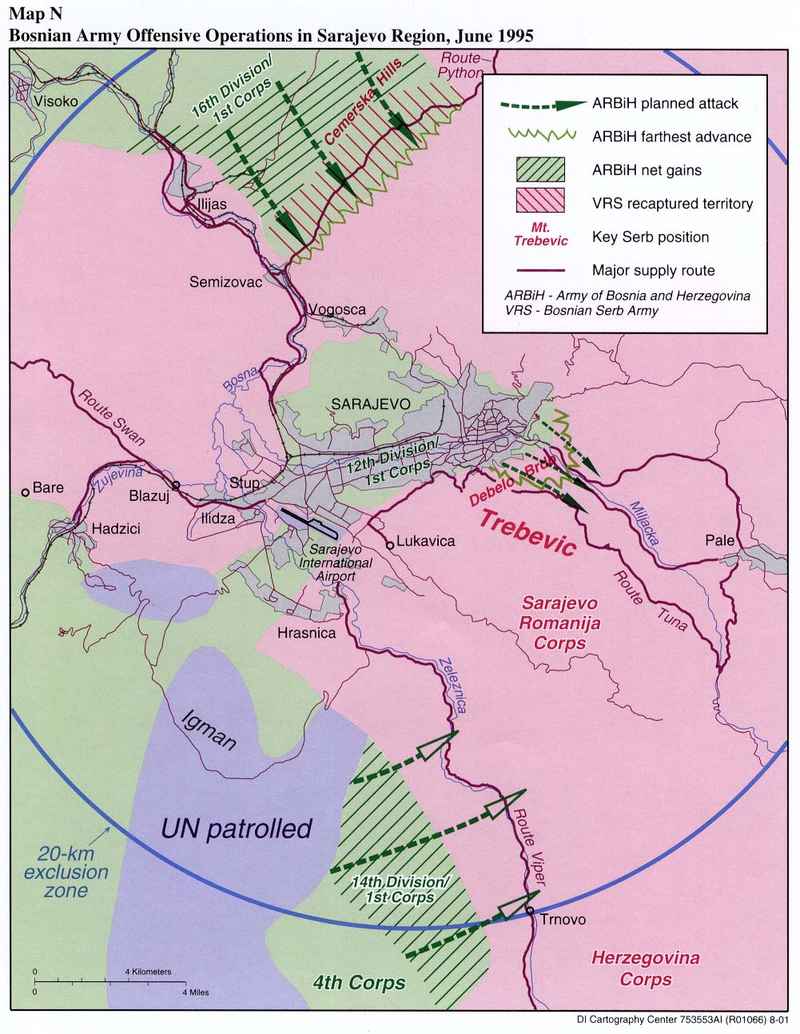 Map N
Bosnian Army Offensive Operations in Sarajevo Region, June 1995
Route
Python
Visoko
16th Division/
1st Corps
Cemerska Hills
ARBiH planned attack
ARBiH farthest advance
ARBiH net gains
VRS recaptured territory
Mt.
Trebevic
Key Serb position
Major supply route
ARBiH - Army of Bosnia and Herzegovina
VRS - Bosnian Serb Army
Ilijas
Semizovac
Vogosca
Bosna
Route Swan
SARAJEVO
12th Division/
1st Corps
Zujevina
Bare
Blazuj
Stup
Ilidza
Hadzici
Debelo Brdo
Trebevic
Miljacka
Lukavica
Pale
Sarajevo
International
Airport
Route Tuna
Sarajevo
Romanija
Corps
Hrasnica
Zeleznica
Igman
UN patrolled
20-km
exclusion
zone
Route Viper
14th Division/
1st Corps
Trnovo
4th Corps
Herzegovina
Corps
0 4 Kilometers
0 4 Miles
DI Cartography Center 753553AI (R01066) 8-01